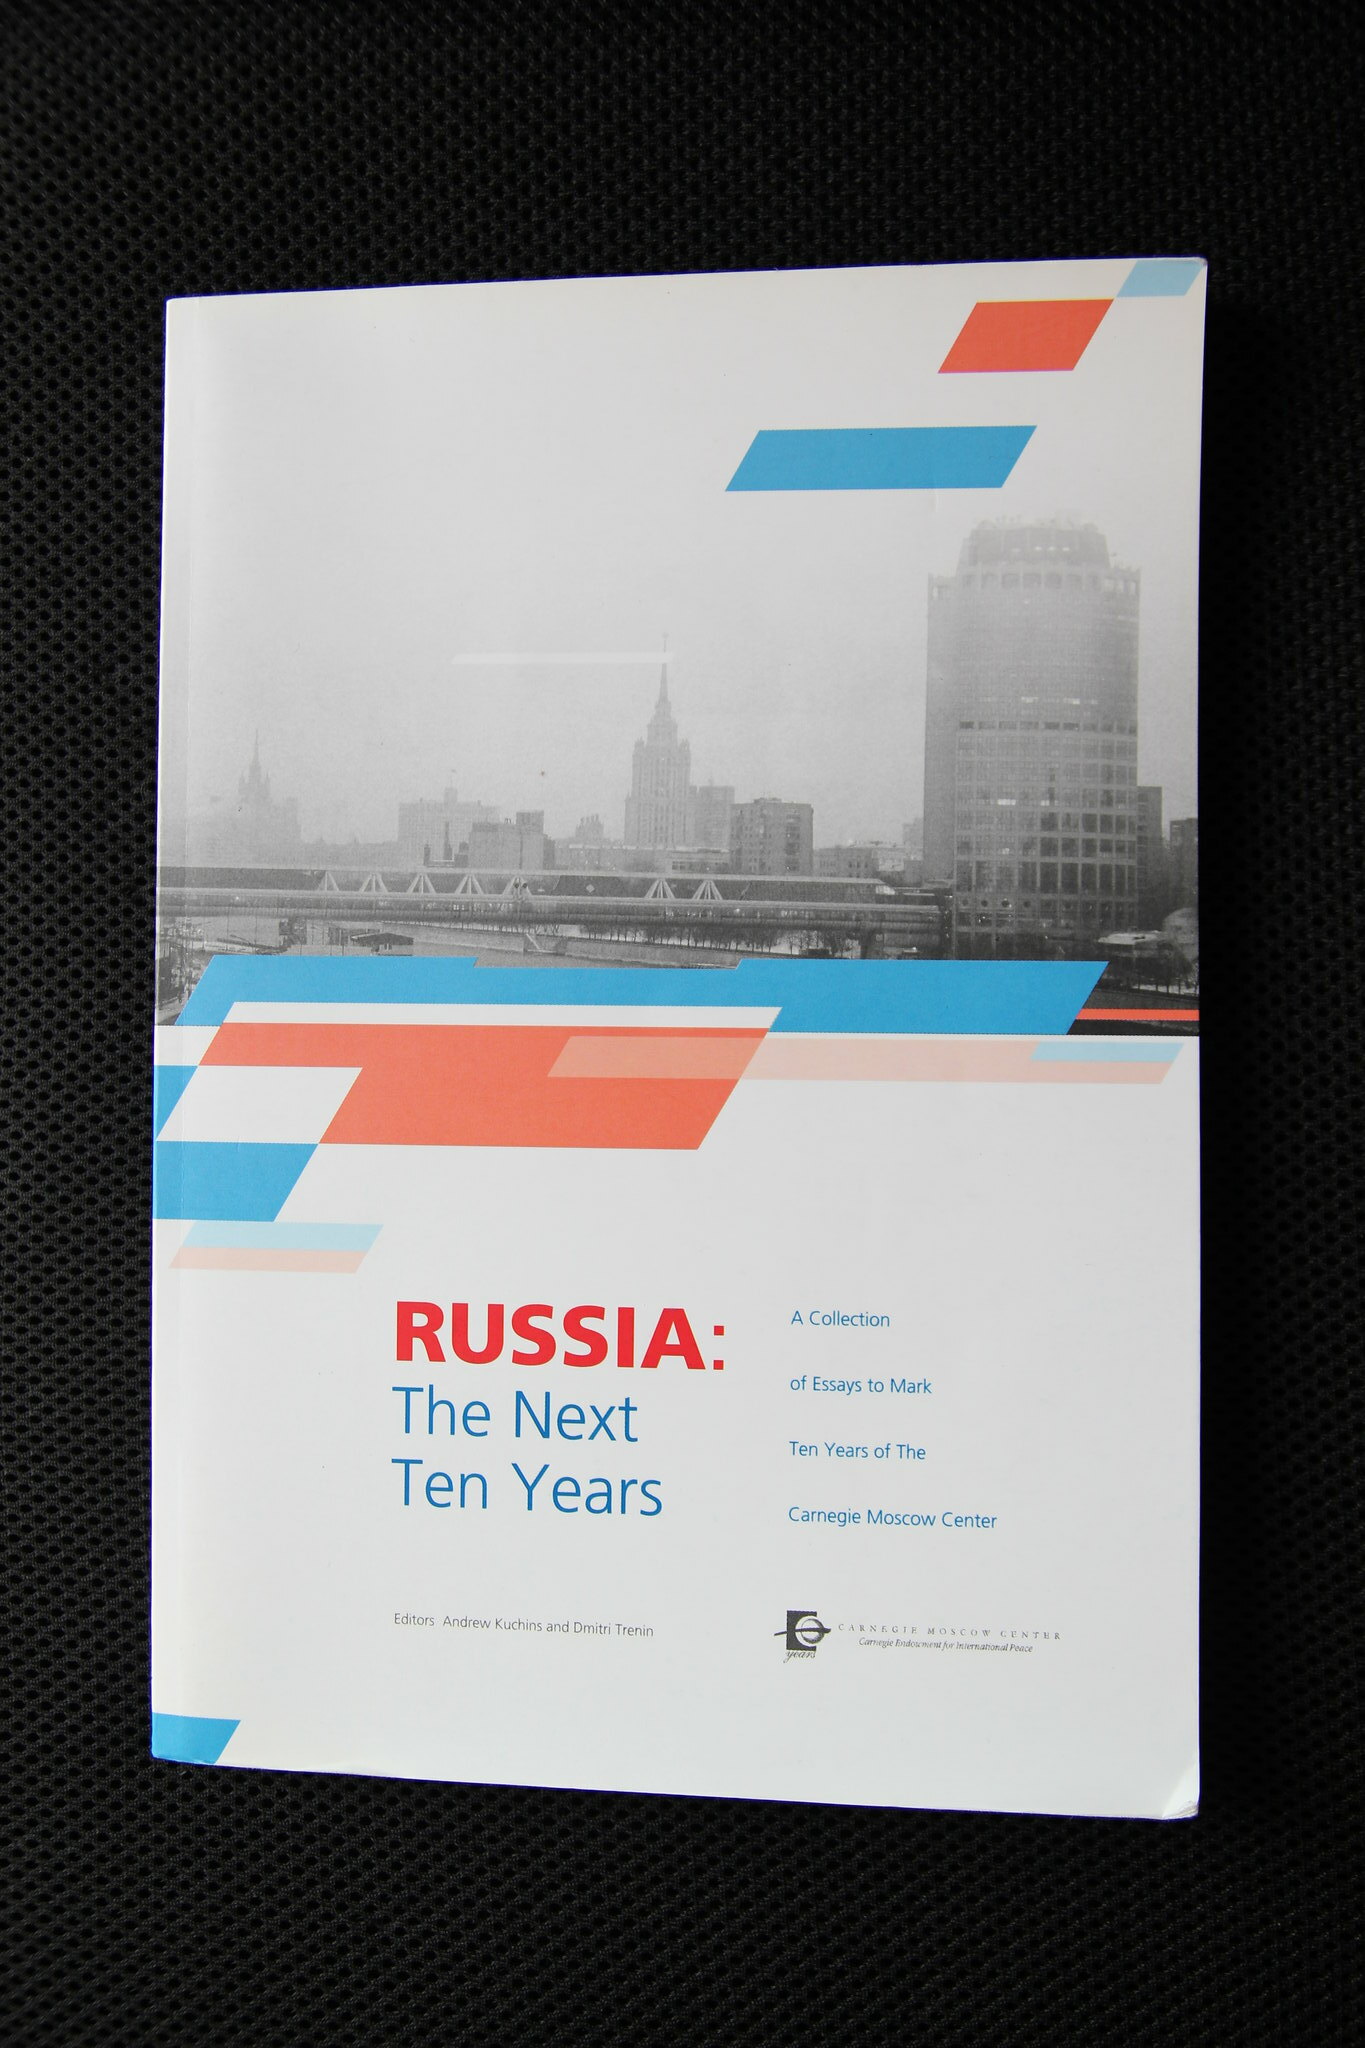 RUSSIA:
The Next
Ten Years
A Collection
of Essays to Mark
Ten Years of The
Carnegie Moscow Center
Editors Andrew Kuchins and Dmitri Trenin
CARNEGIE MOSCOW CENTER
Carnegie Endowment for International Peace
years